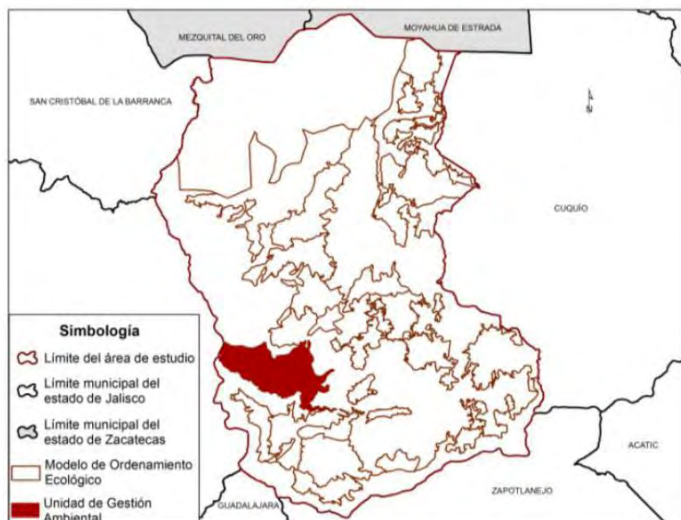 MEZQUITAL DEL ORO
MOYAHUA DE ESTRADA
SAN CRISTÓBAL DE LA BARRANCA
N
CUQUÍO
Simbología
Límite del área de estudio
Límite municipal del
estado de Jalisco
Límite municipal del
estado de Zacatecas
Modelo de Ordenamiento
Ecológico
Unidad de Gestión
Ambiental
ACATIC
ZAPOTLANEJO
GUADALAJARA